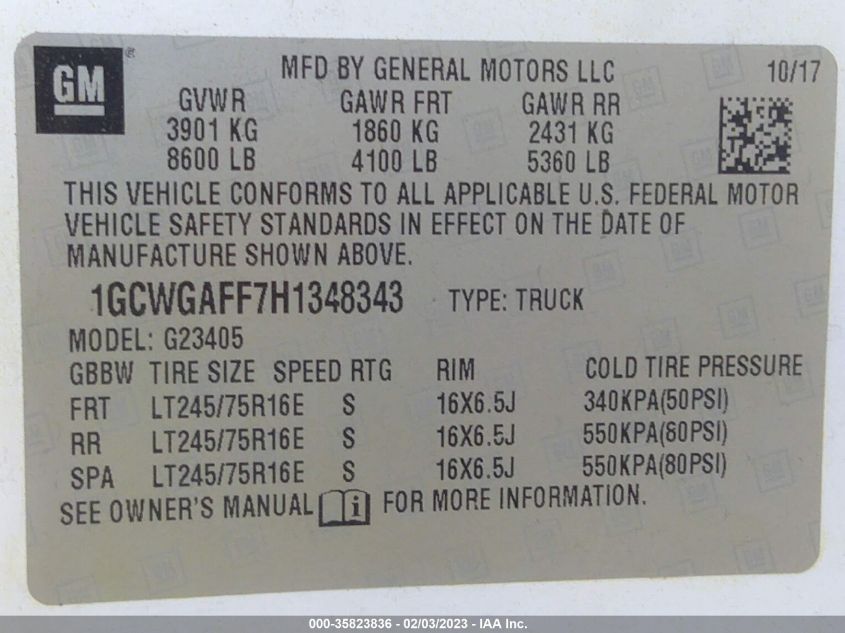 GM ® MFD BY GENERAL MOTORS LLC 10/17
GVWR GAWR FRT GAWR RR
3901 KG 1860 KG 2431 KG
8600 LB 4100 LB 5360 LB
THIS VEHICLE CONFORMS TO ALL APPLICABLE U.S. FEDERAL MOTOR
VEHICLE SAFETY STANDARDS IN EFFECT ON THE DATE OF
MANUFACTURE SHOWN ABOVE.
1GCWGAFF7H1348343 TYPE: TRUCK
MODEL: G23405
GBBW TIRE SIZE SPEED RTG RIM COLD TIRE PRESSURE
FRT LT245/75R16E S 16X6.5J 340KPA(50PSI)
RR LT245/75R16E S 16X6.5J 550KPA(80PSI)
SPA LT245/75R16E S 16X6.5J 550KPA(80PSI)
SEE OWNER'S MANUAL i FOR MORE INFORMATION.
000-35823836 - 02/03/2023 - IAA Inc.